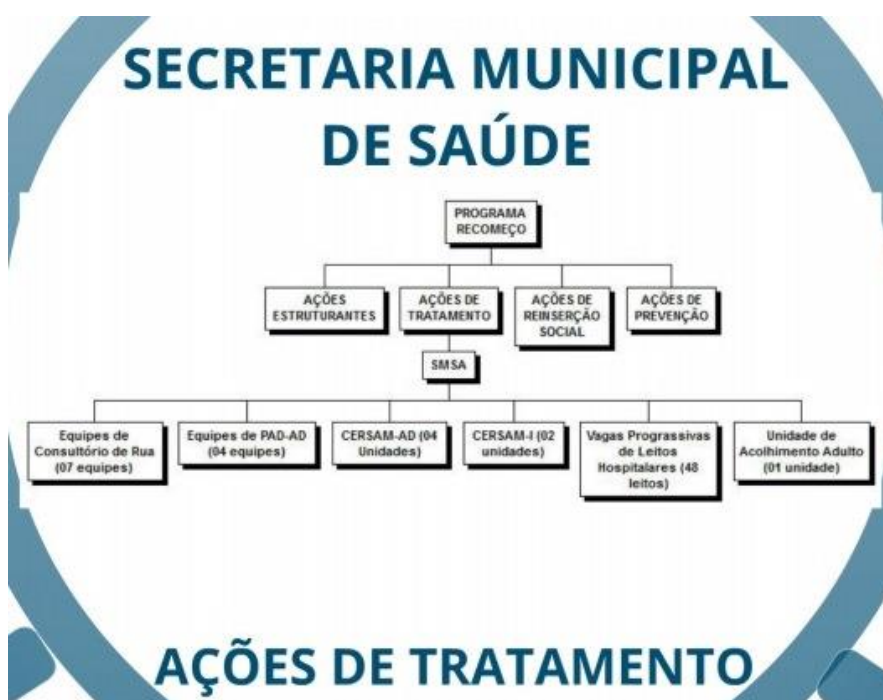 SECRETARIA MUNICIPAL
DE SAÚDE
PROGRAMA
RECOMEÇO
AÇÕES
ESTRUTURANTES
AÇÕES DE
TRATAMENTO
AÇÕES DE
REINSERÇÃO
SOCIAL
AÇÕES DE
PREVENÇÃO
SMSA
Equipes de
Consultório de Rua
(07 equipes)
Equipes de PAD-AD
(04 equipes)
CERSAM-AD (04
Unidades)
CERSAM-I (02
unidades)
Vagas Prograssivas
de Leitos
Hospitalares (48
leitos)
Unidade de
Acolhimento Adulto
(01 unidade)
AÇÕES DE TRATAMENTO